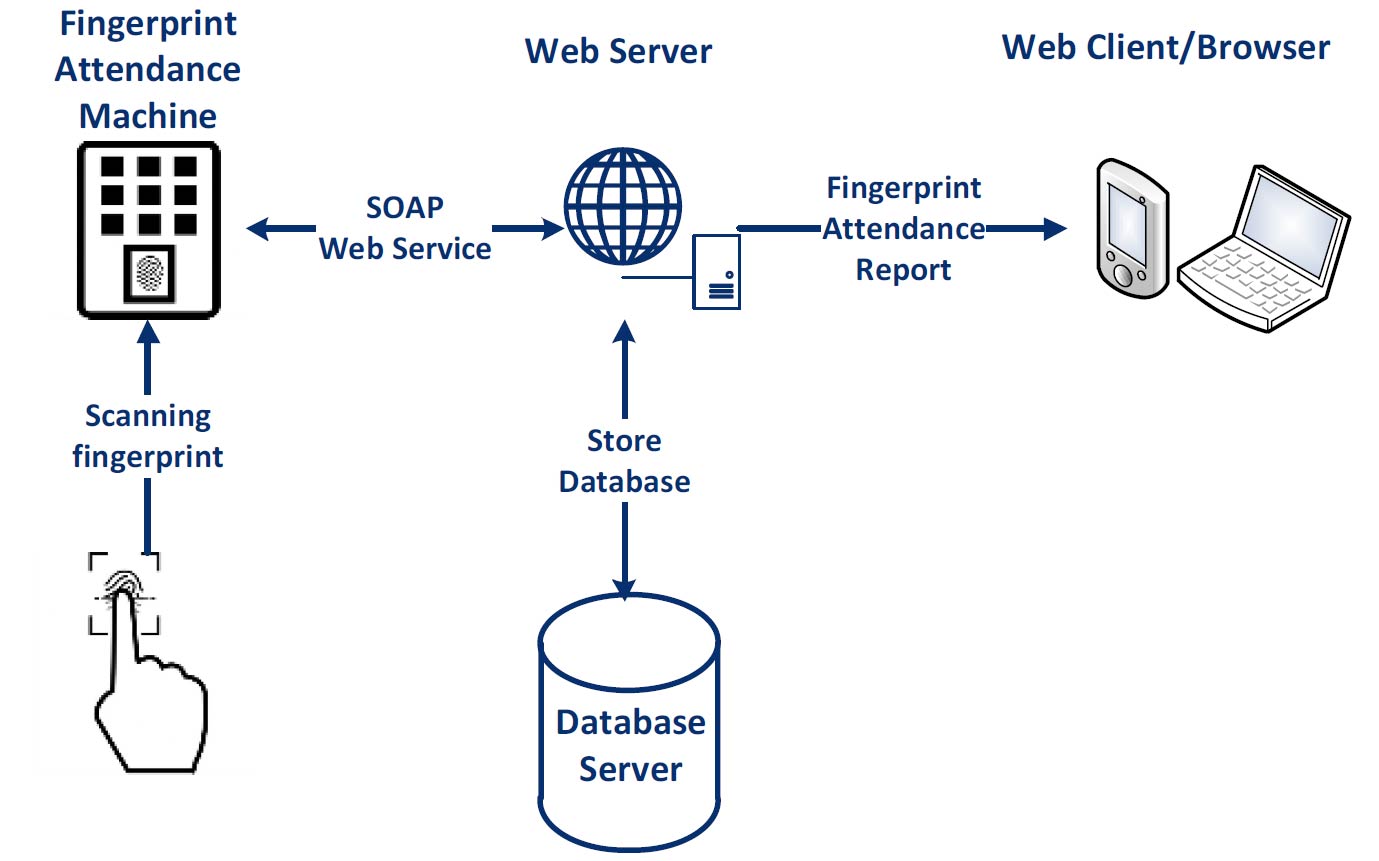 Fingerprint
Attendance
Machine
Web Server
Web Client/Browser
SOAP
Web Service
Fingerprint
Attendance
Report
Scanning
fingerprint
Store
Database
Database
Server